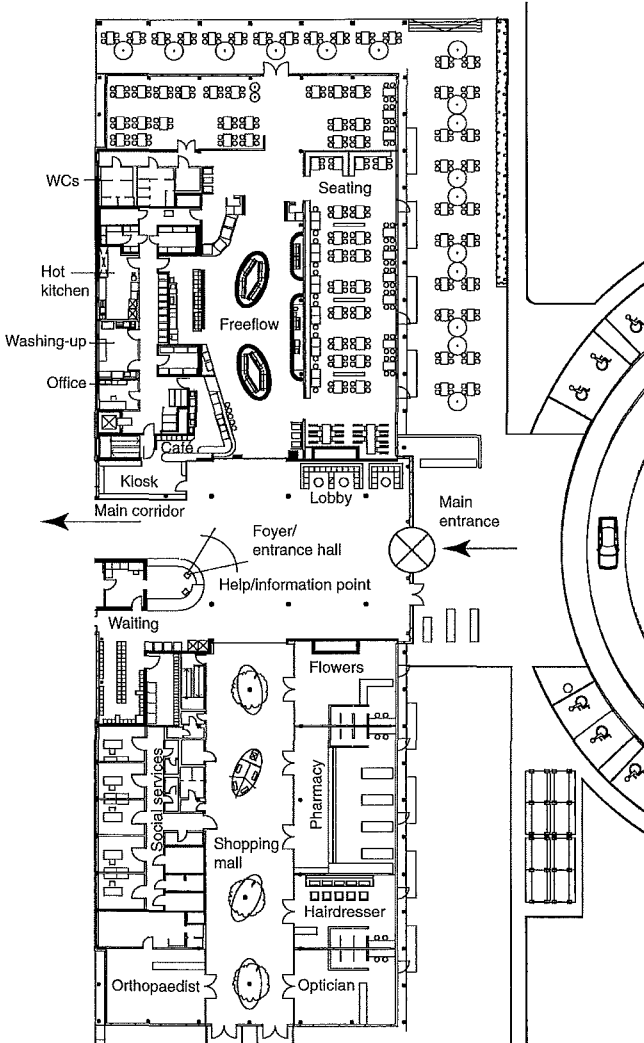 WCs
Seating
Hot
kitchen
Freeflow
Washing-up
Office
Café
Kiosk
Lobby
Main corridor
Main
entrance
Foyer/
entrance hall
Help/information point
Waiting
Flowers
Social services
Pharmacy
Shopping
mall
Hairdresser
Orthopaedist
Optician